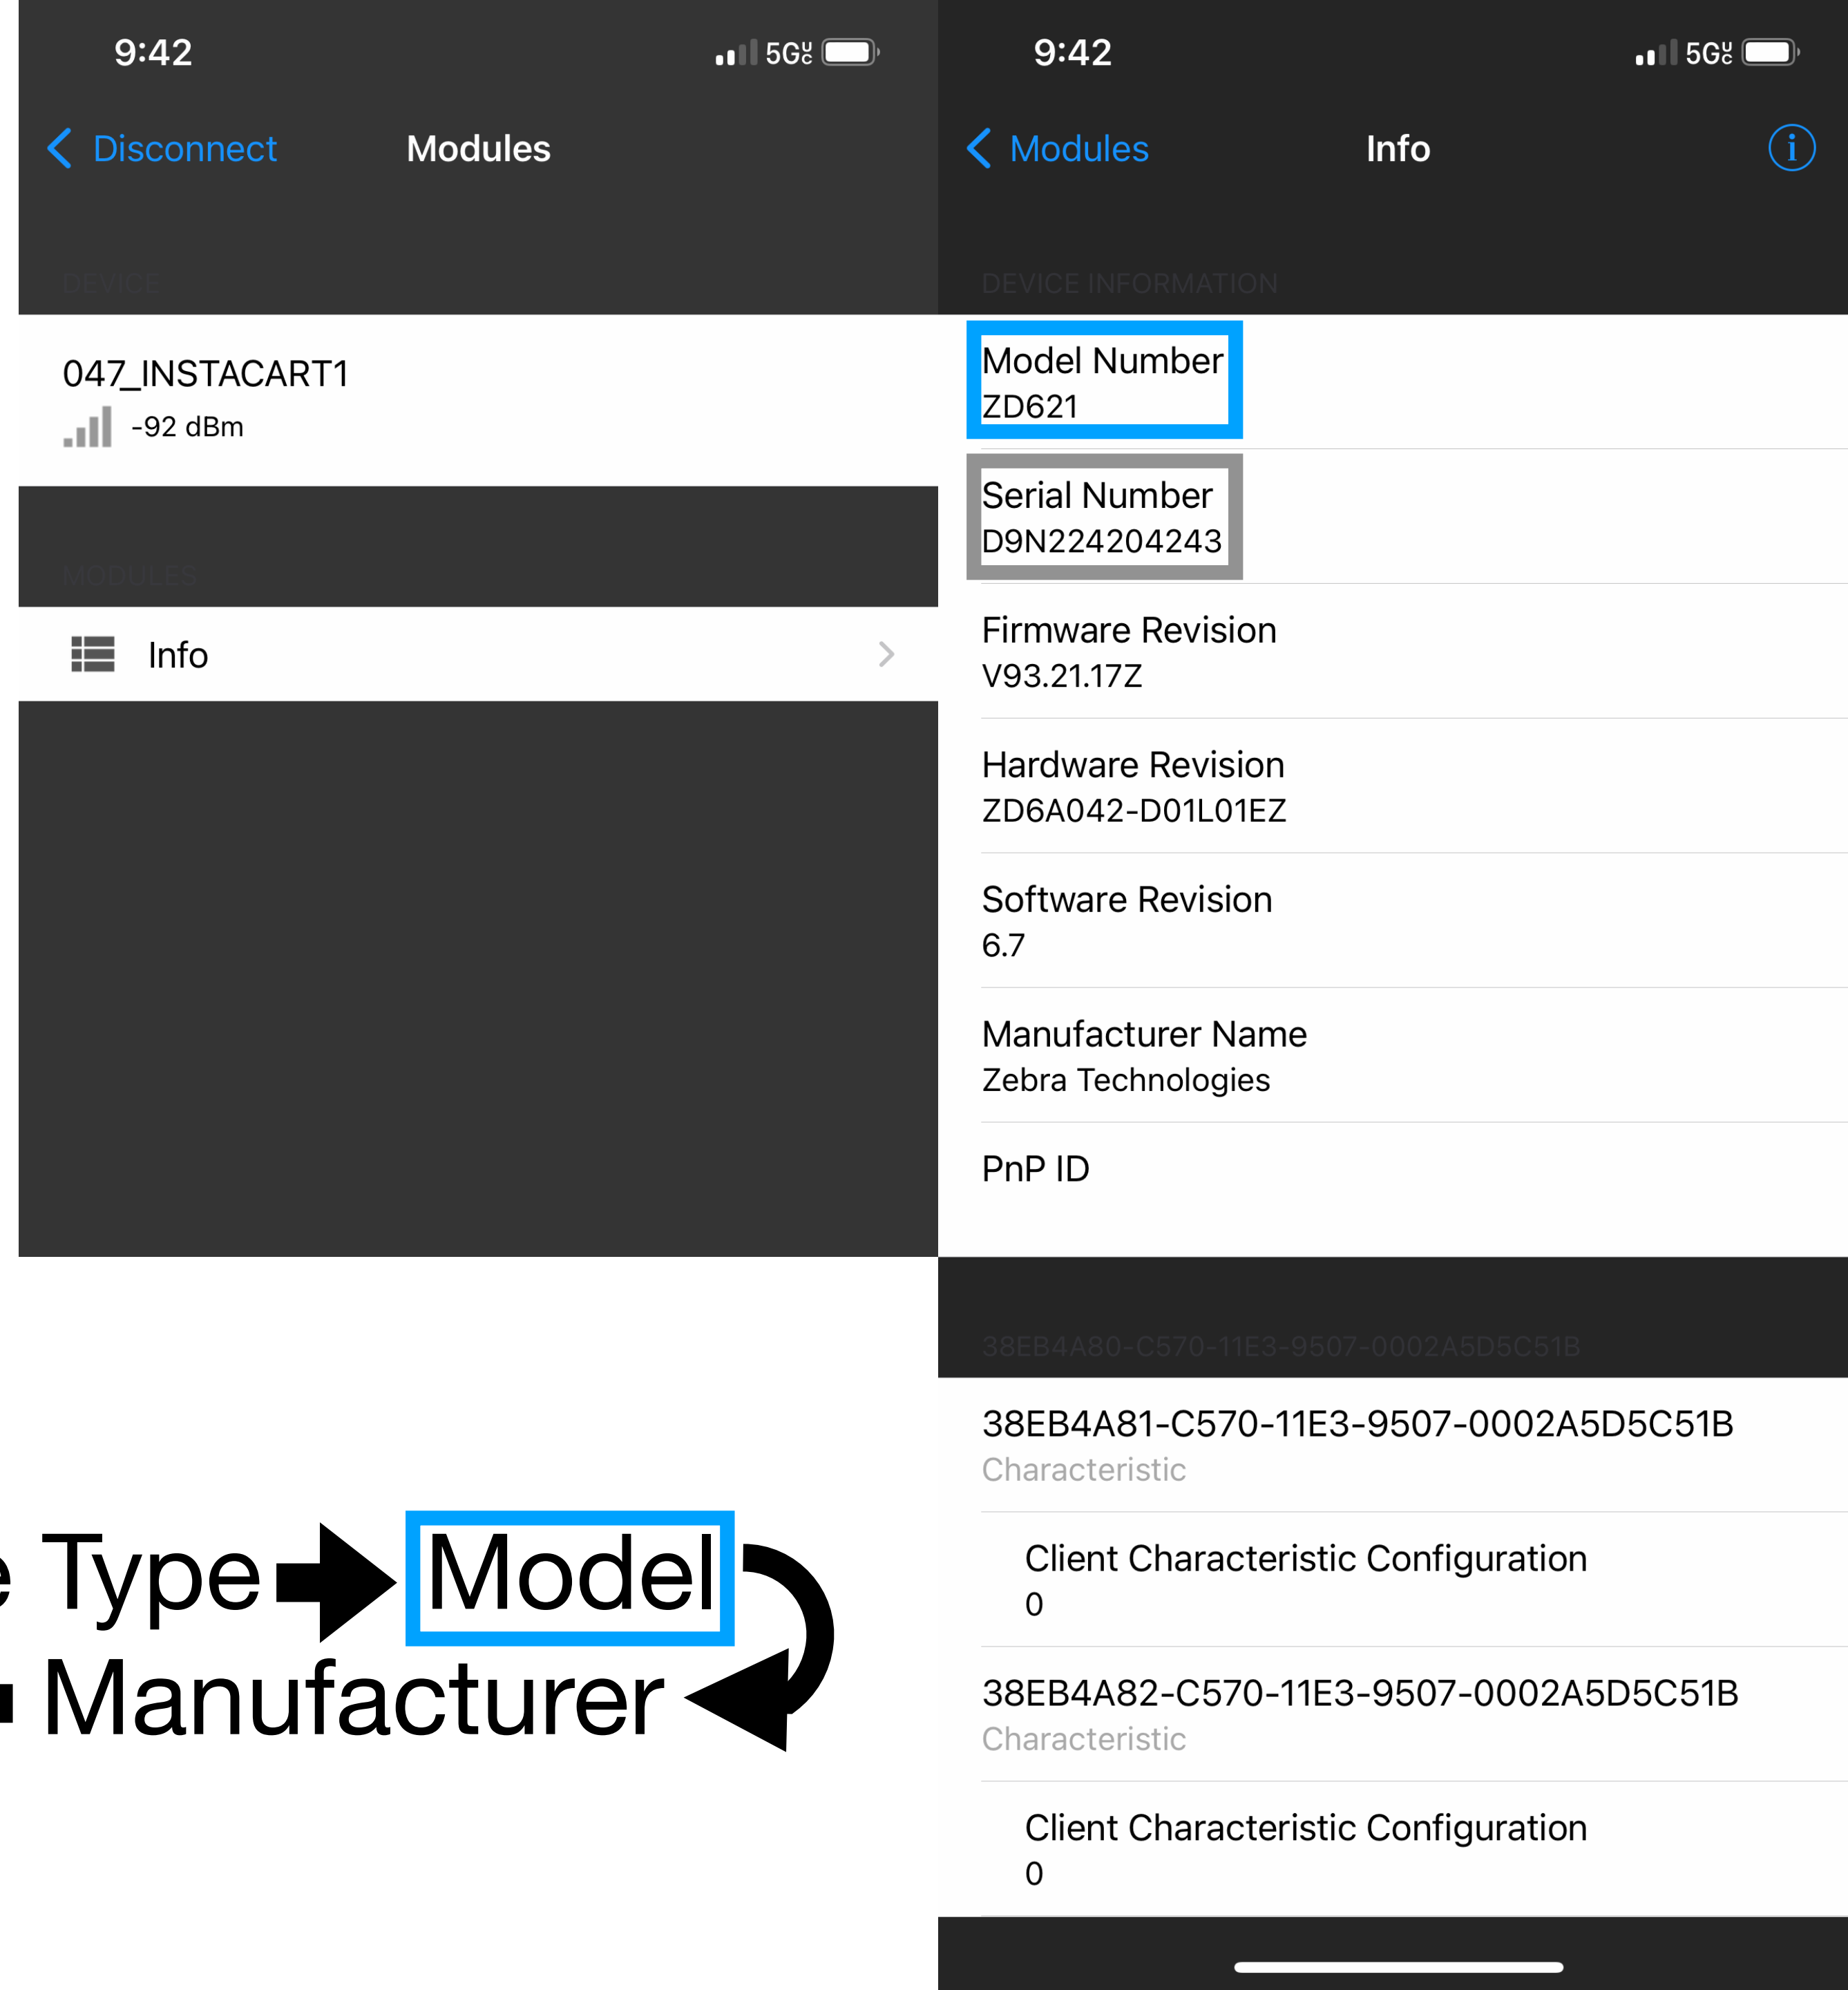 9:42
5G UC
Disconnect
Modules
DEVICE
047_INSTACART1
-92 dBm
MODULES
Info
e Type
Model
Manufacturer
9:42
5G UC
Modules
Info
DEVICE INFORMATION
Model Number
ZD621
Serial Number
D9N224204243
Firmware Revision
V93.21.17Z
Hardware Revision
ZD6A042-D01L01EZ
Software Revision
6.7
Manufacturer Name
Zebra Technologies
PnP ID
38EB4A80-C570-11E3-9507-0002A5D5C51B
38EB4A81-C570-11E3-9507-0002A5D5C51B
Characteristic
Client Characteristic Configuration
0
38EB4A82-C570-11E3-9507-0002A5D5C51B
Characteristic
Client Characteristic Configuration
0